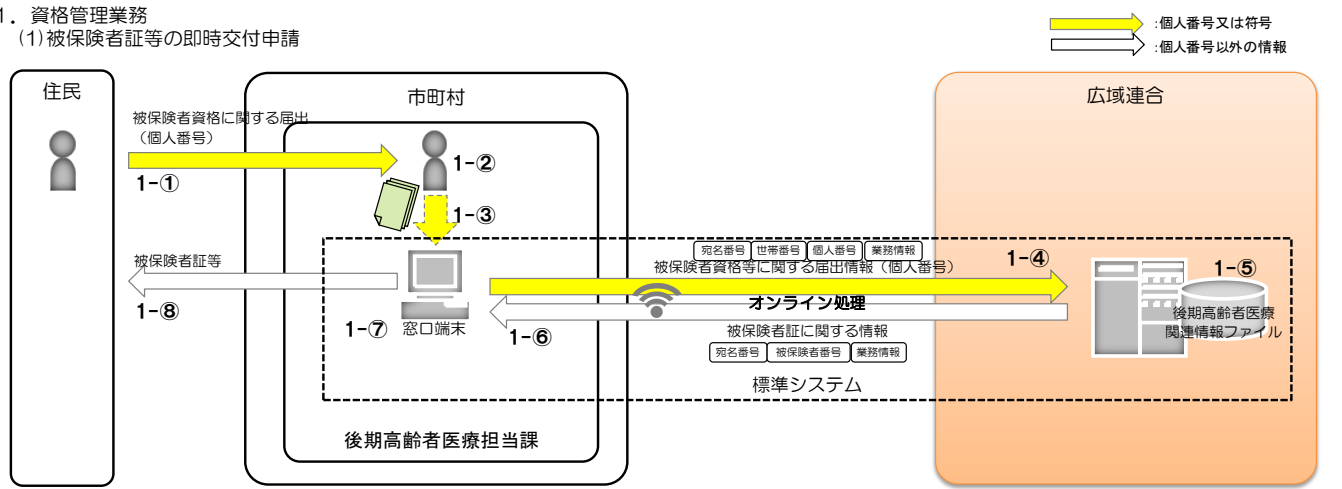 1．資格管理業務
(1)被保険者証等の即時交付申請
:個人番号又は符号
:個人番号以外の情報
住民
市町村
広域連合
被保険者資格に関する届出
（個人番号）
1-①
1-②
1-③
宛名番号 世帯番号 個人番号 業務情報
被保険者資格等に関する届出情報（個人番号）
1-④
1-⑤
被保険者証等
オンライン処理
1-⑧
1-⑦
窓口端末
1-⑥
被保険者証に関する情報
宛名番号 被保険者番号 業務情報
後期高齢者医療
関連情報ファイル
標準システム
後期高齢者医療担当課